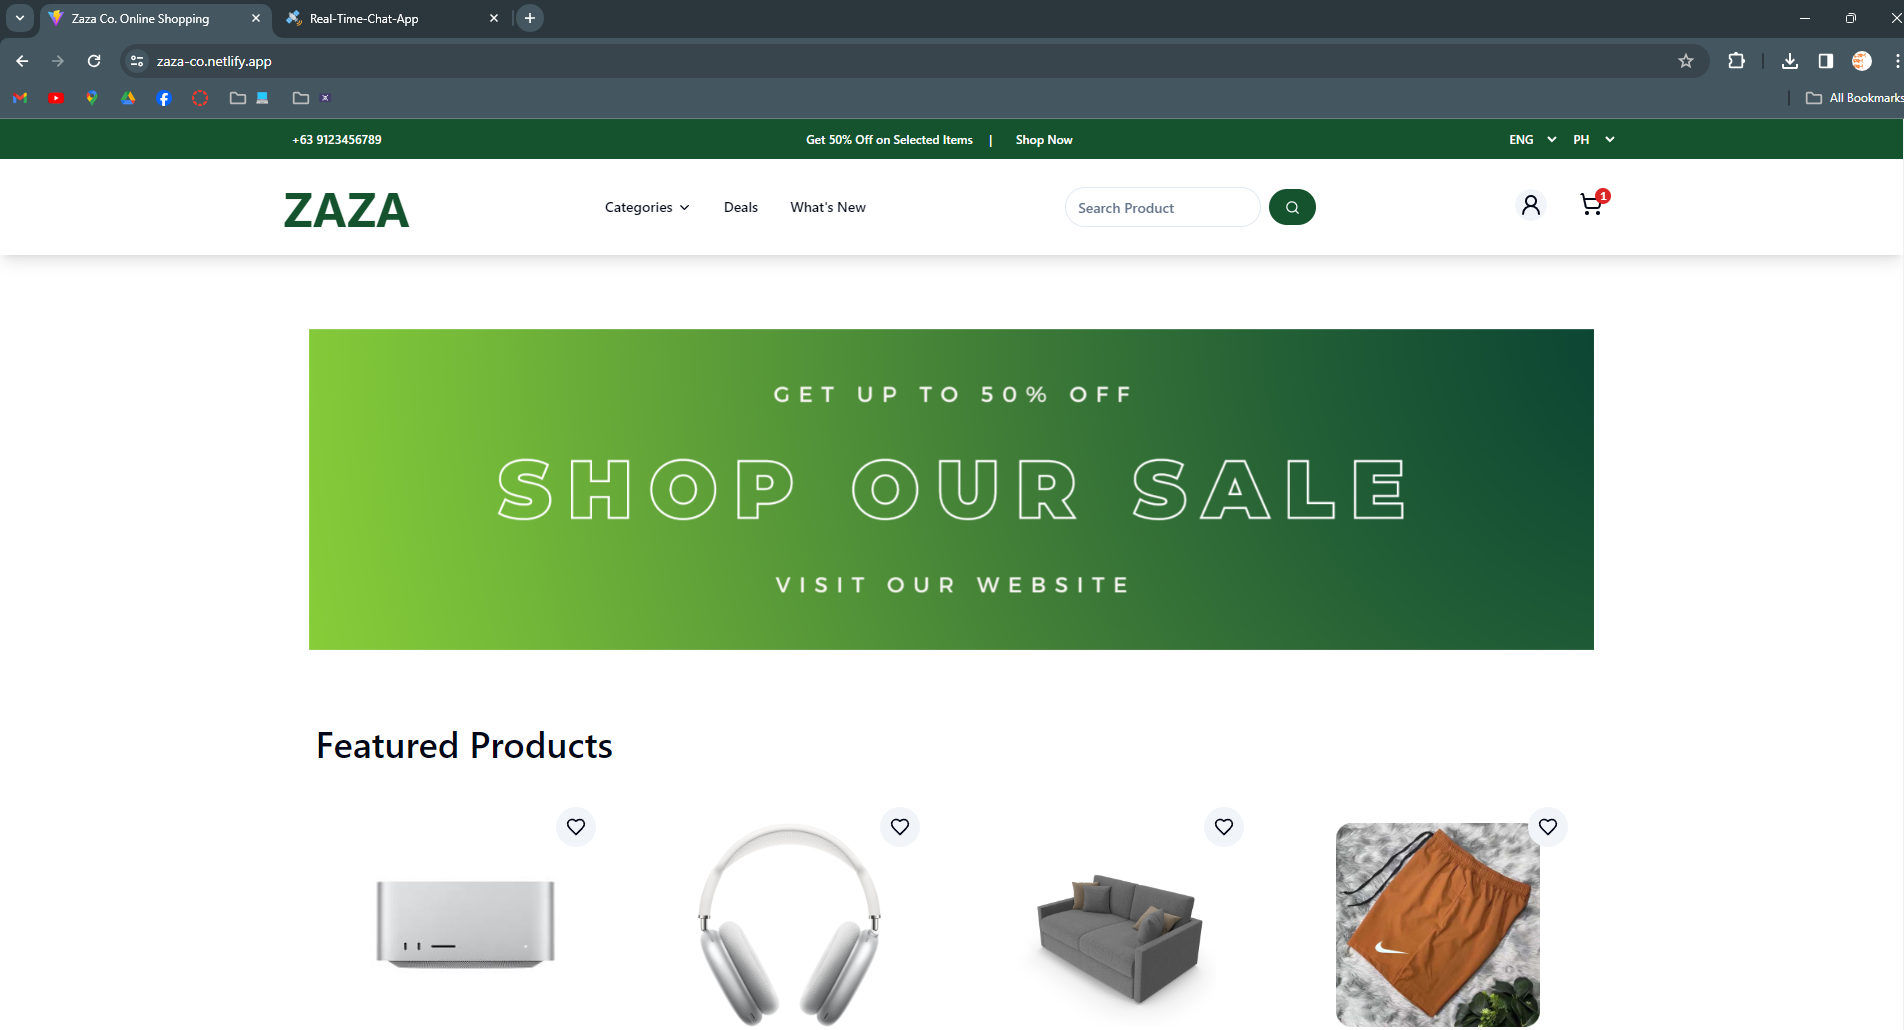 Zaza Co. Online Shopping
Real-Time-Chat-App
zaza-co.netlify.app
All Bookmarks
+63 9123456789
Get 50% Off on Selected Items | Shop Now
ENG
PH
ZAZA
Categories
Deals
What's New
Search Product
1
GET UP TO 50% OFF
SHOP OUR SALE
VISIT OUR WEBSITE
Featured Products